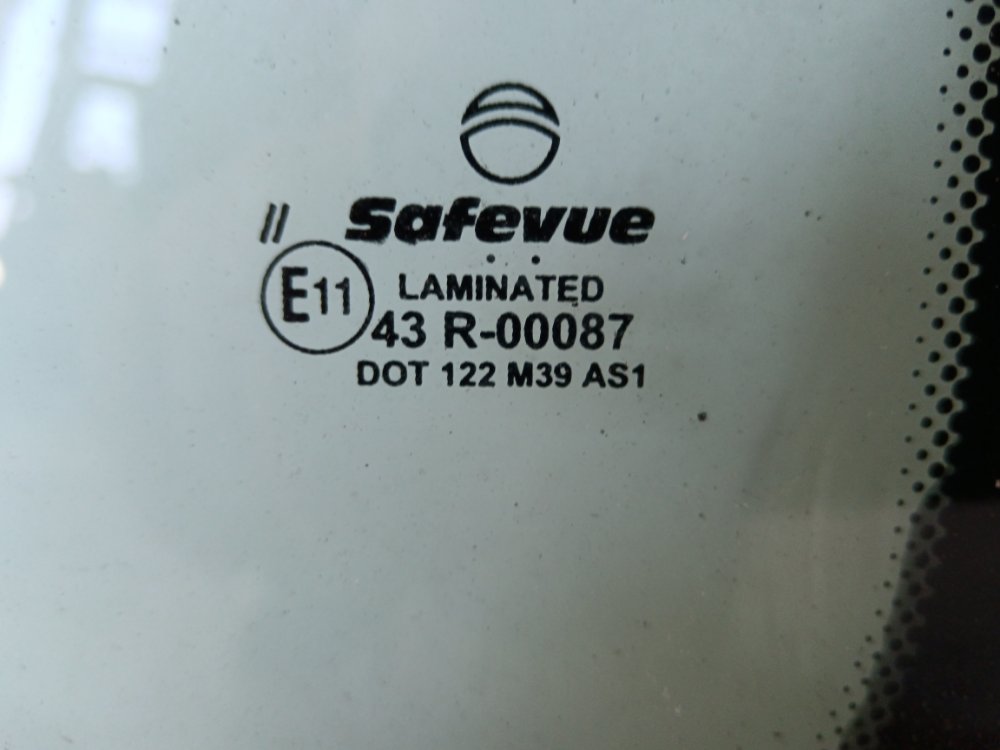 // Safevue
E11
LAMINATED
43 R-00087
DOT 122 M39 AS1